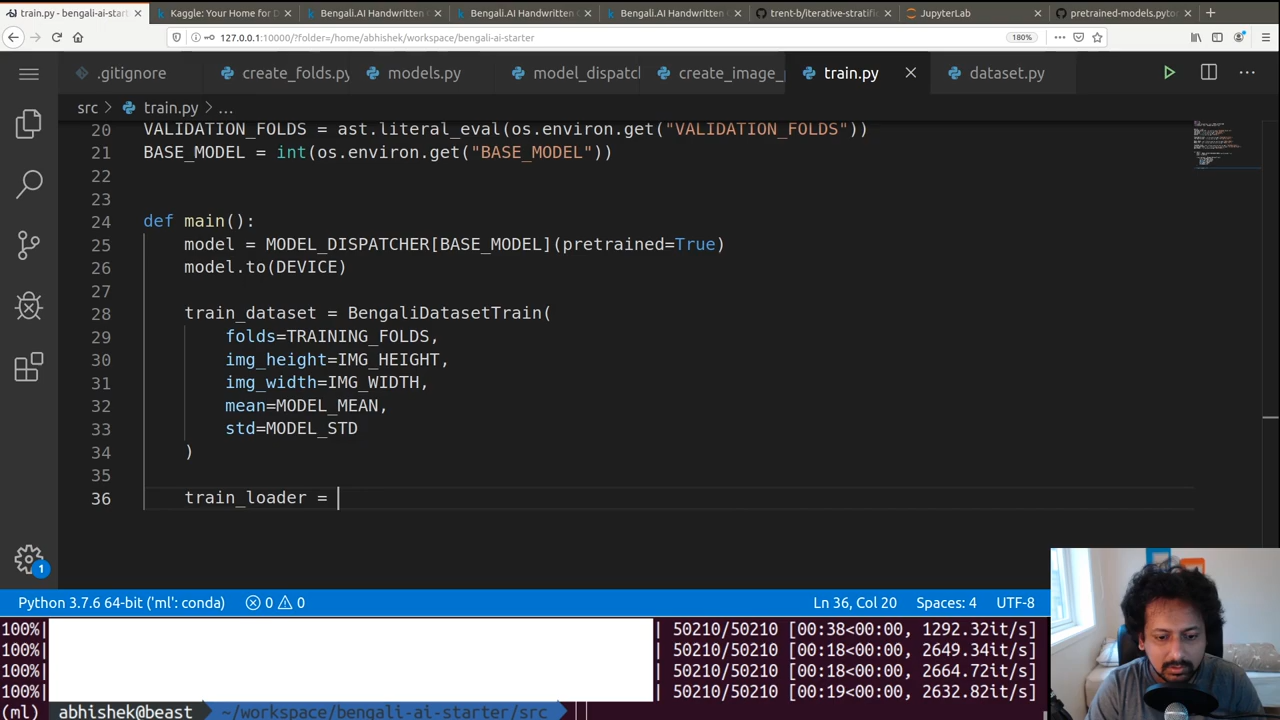 train.py - bengali-ai-star
Kaggle: Your Home for D
Bengali.AI Handwritten
Bengali.AI Handwritten
Bengali.AI Handwritten
trent-b/iterative-stratifi
JupyterLab
pretrained-models.pytor
127.0.0.1:10000/?folder=/home/abhishek/workspace/bengali-ai-starter
180%
.gitignore
create_folds.py
models.py
model_dispatc
create_image_
train.py
dataset.py
src > train.py > ...
20 VALIDATION_FOLDS = ast.literal_eval(os.environ.get("VALIDATION_FOLDS"))
21 BASE_MODEL = int(os.environ.get("BASE_MODEL"))
22
23
24 def main():
25 model = MODEL_DISPATCHER[BASE_MODEL](pretrained=True)
26 model.to(DEVICE)
27
28 train_dataset = BengaliDatasetTrain(
29 folds=TRAINING_FOLDS,
30 img_height=IMG_HEIGHT,
31 img_width=IMG_WIDTH,
32 mean=MODEL_MEAN,
33 std=MODEL_STD
34 )
35
36 train_loader =
1
Python 3.7.6 64-bit ('ml': conda) 0 0 Ln 36, Col 20 Spaces: 4 UTF-8
100%| | 50210/50210 [00:38<00:00, 1292.32it/s]
100%| | 50210/50210 [00:18<00:00, 2649.34it/s]
100%| | 50210/50210 [00:18<00:00, 2664.72it/s]
100%| | 50210/50210 [00:19<00:00, 2632.82it/s]
(ml) abhishek@beast ~/workspace/bengali-ai-starter/src